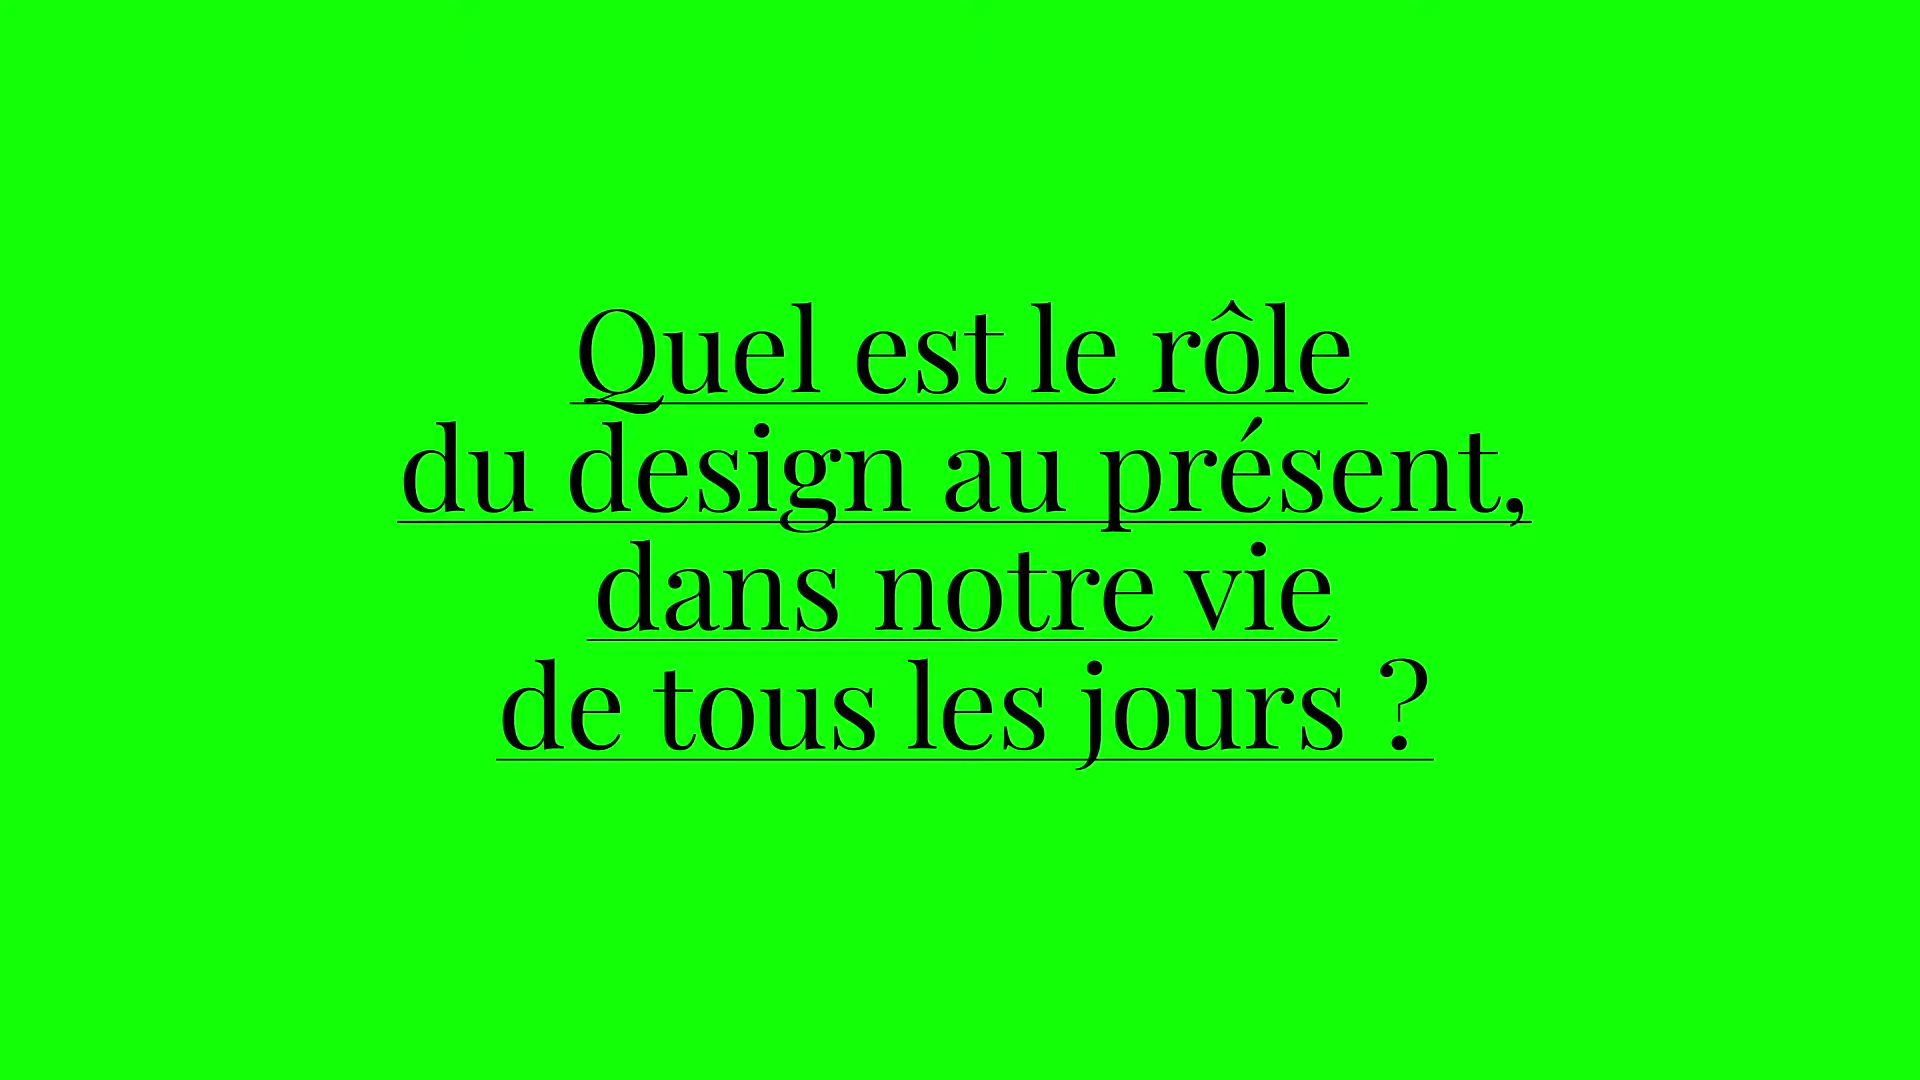 Quel est le rôle
du design au présent,
dans notre vie
de tous les jours ?